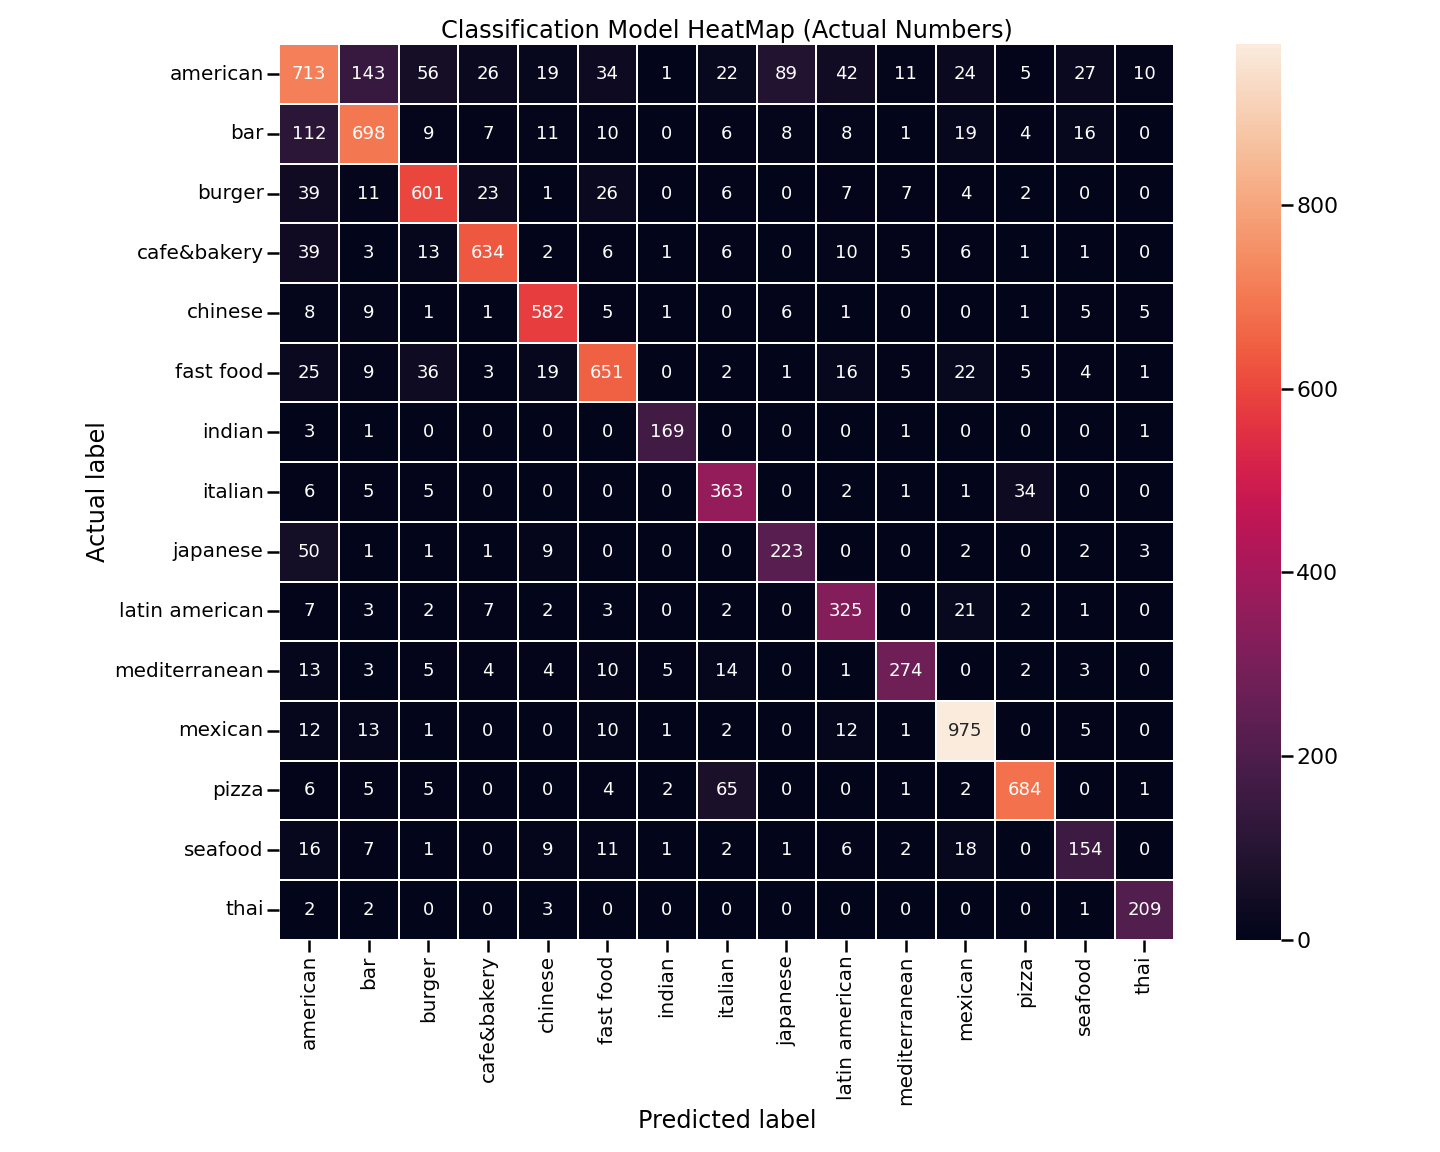 Classification Model HeatMap (Actual Numbers)
american 713 143 56 26 19 34 1 22 89 42 11 24 5 27 10
bar 112 698 9 7 11 10 0 6 8 8 1 19 4 16 0
burger 39 11 601 23 1 26 0 6 0 7 7 4 2 0 0
cafe&bakery 39 3 13 634 2 6 1 6 0 10 5 6 1 1 0
chinese 8 9 1 1 582 5 1 0 6 1 0 0 1 5 5
fast food 25 9 36 3 19 651 0 2 1 16 5 22 5 4 1
indian 3 1 0 0 0 0 169 0 0 0 1 0 0 0 1
italian 6 5 5 0 0 0 0 363 0 2 1 1 34 0 0
japanese 50 1 1 1 9 0 0 0 223 0 0 2 0 2 3
latin american 7 3 2 7 2 3 0 2 0 325 0 21 2 1 0
mediterranean 13 3 5 4 4 10 5 14 0 1 274 0 2 3 0
mexican 12 13 1 0 0 10 1 2 0 12 1 975 0 5 0
pizza 6 5 5 0 0 4 2 65 0 0 1 2 684 0 1
seafood 16 7 1 0 9 11 1 2 1 6 2 18 0 154 0
thai 2 2 0 0 3 0 0 0 0 0 0 0 0 1 209
american bar burger cafe&bakery chinese fast food indian italian japanese latin american mediterranean mexican pizza seafood thai
Predicted label
Actual label
800
600
400
200
0